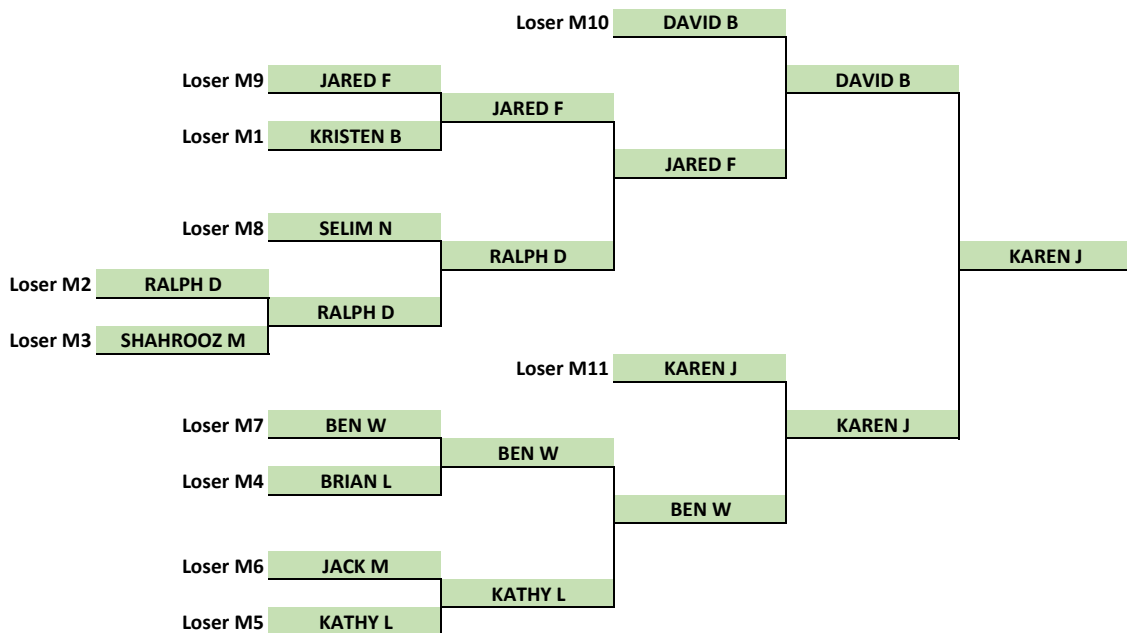 Loser M10 DAVID B
Loser M9 JARED F DAVID B
JARED F
Loser M1 KRISTEN B
JARED F
Loser M8 SELIM N
RALPH D KAREN J
Loser M2 RALPH D
RALPH D
Loser M3 SHAHROOZ M
Loser M11 KAREN J
Loser M7 BEN W KAREN J
BEN W
Loser M4 BRIAN L
BEN W
Loser M6 JACK M
KATHY L
Loser M5 KATHY L